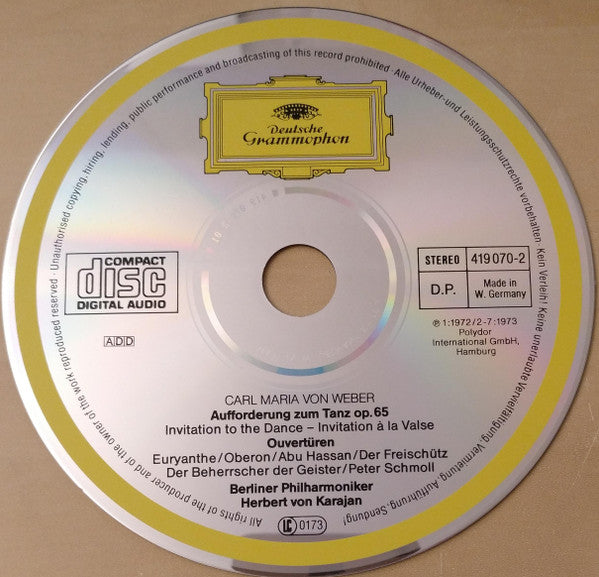 Deutsche
Grammophon
All rights of the producer and of the owner of the work reproduced reserved · Unauthorised copying, hiring, lending, public performance and broadcasting of this record prohibited · Alle Urheber-und Leistungsschutzrechte vorbehalten · Kein Verleih! Keine unerlaubte Vervielfältigung, Vermietung, Aufführung, Sendung!
COMPACT
disc
DIGITAL AUDIO
STEREO 419 070-2
D.P. Made in
W. Germany
ADD
℗ 1:1972/2-7:1973
Polydor
International GmbH,
Hamburg
CARL MARIA VON WEBER
Aufforderung zum Tanz op.65
Invitation to the Dance – Invitation à la Valse
Ouvertüren
Euryanthe/Oberon/Abu Hassan/Der Freischütz
Der Beherrscher der Geister/Peter Schmoll
Berliner Philharmoniker
Herbert von Karajan
LC 0173